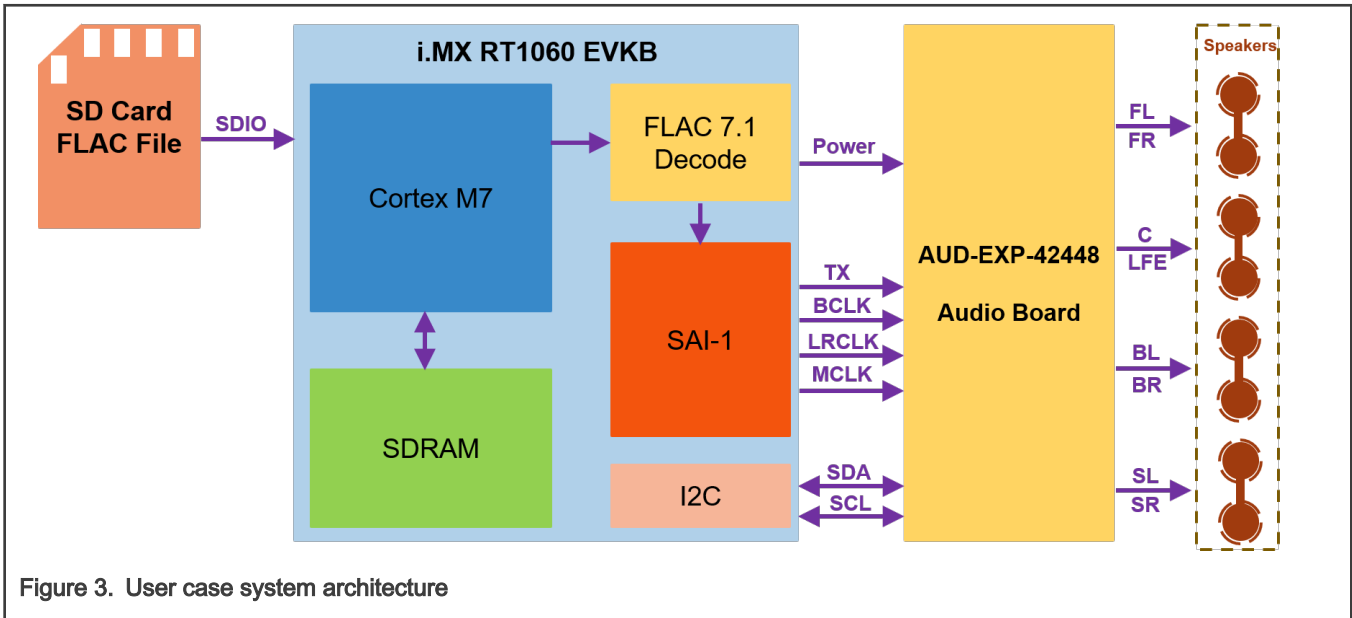 SD Card
FLAC File
SDIO
i.MX RT1060 EVKB
Cortex M7
FLAC 7.1
Decode
SDRAM
SAI-1
I2C
Power
TX
BCLK
LRCLK
MCLK
SDA
SCL
AUD-EXP-42448
Audio Board
FL
FR
C
LFE
BL
BR
SL
SR
Speakers
Figure 3. User case system architecture